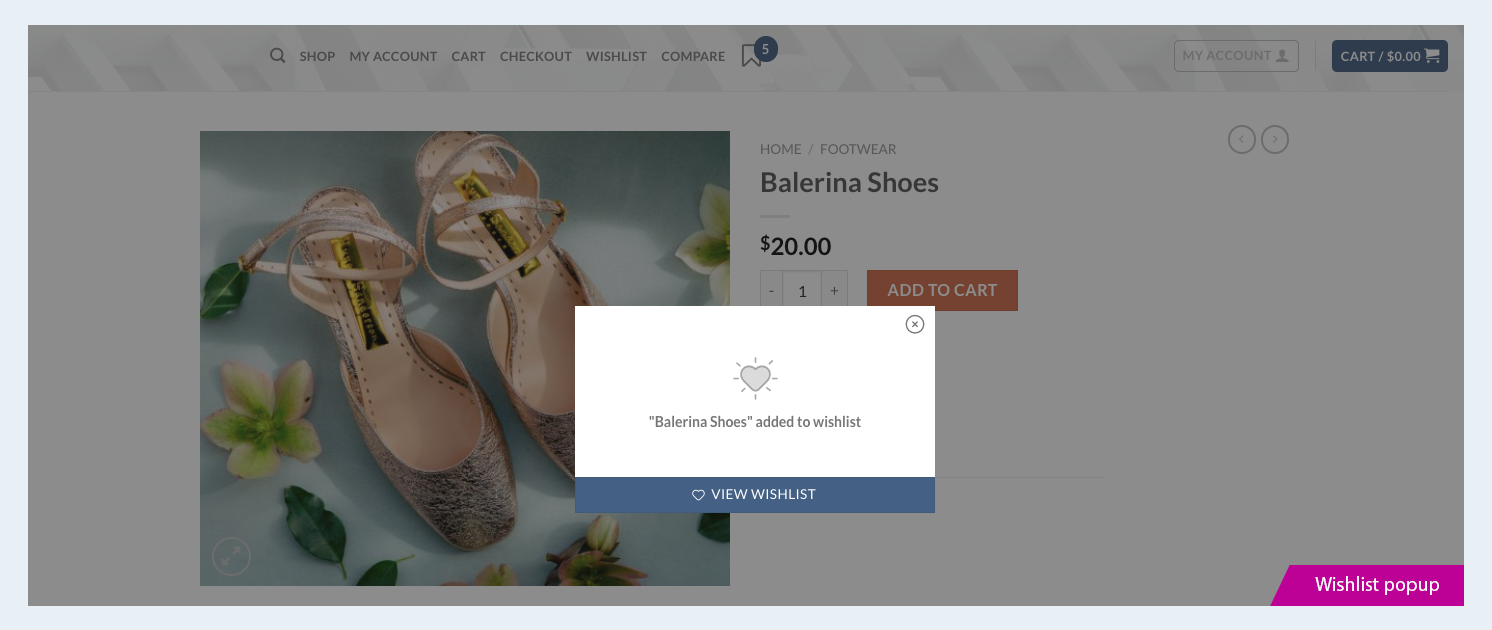 SHOP MY ACCOUNT CART CHECKOUT WISHLIST COMPARE 5 MY ACCOUNT CART / $0.00
HOME / FOOTWEAR
Balerina Shoes
$20.00
- 1 + ADD TO CART
"Balerina Shoes" added to wishlist
VIEW WISHLIST
Wishlist popup